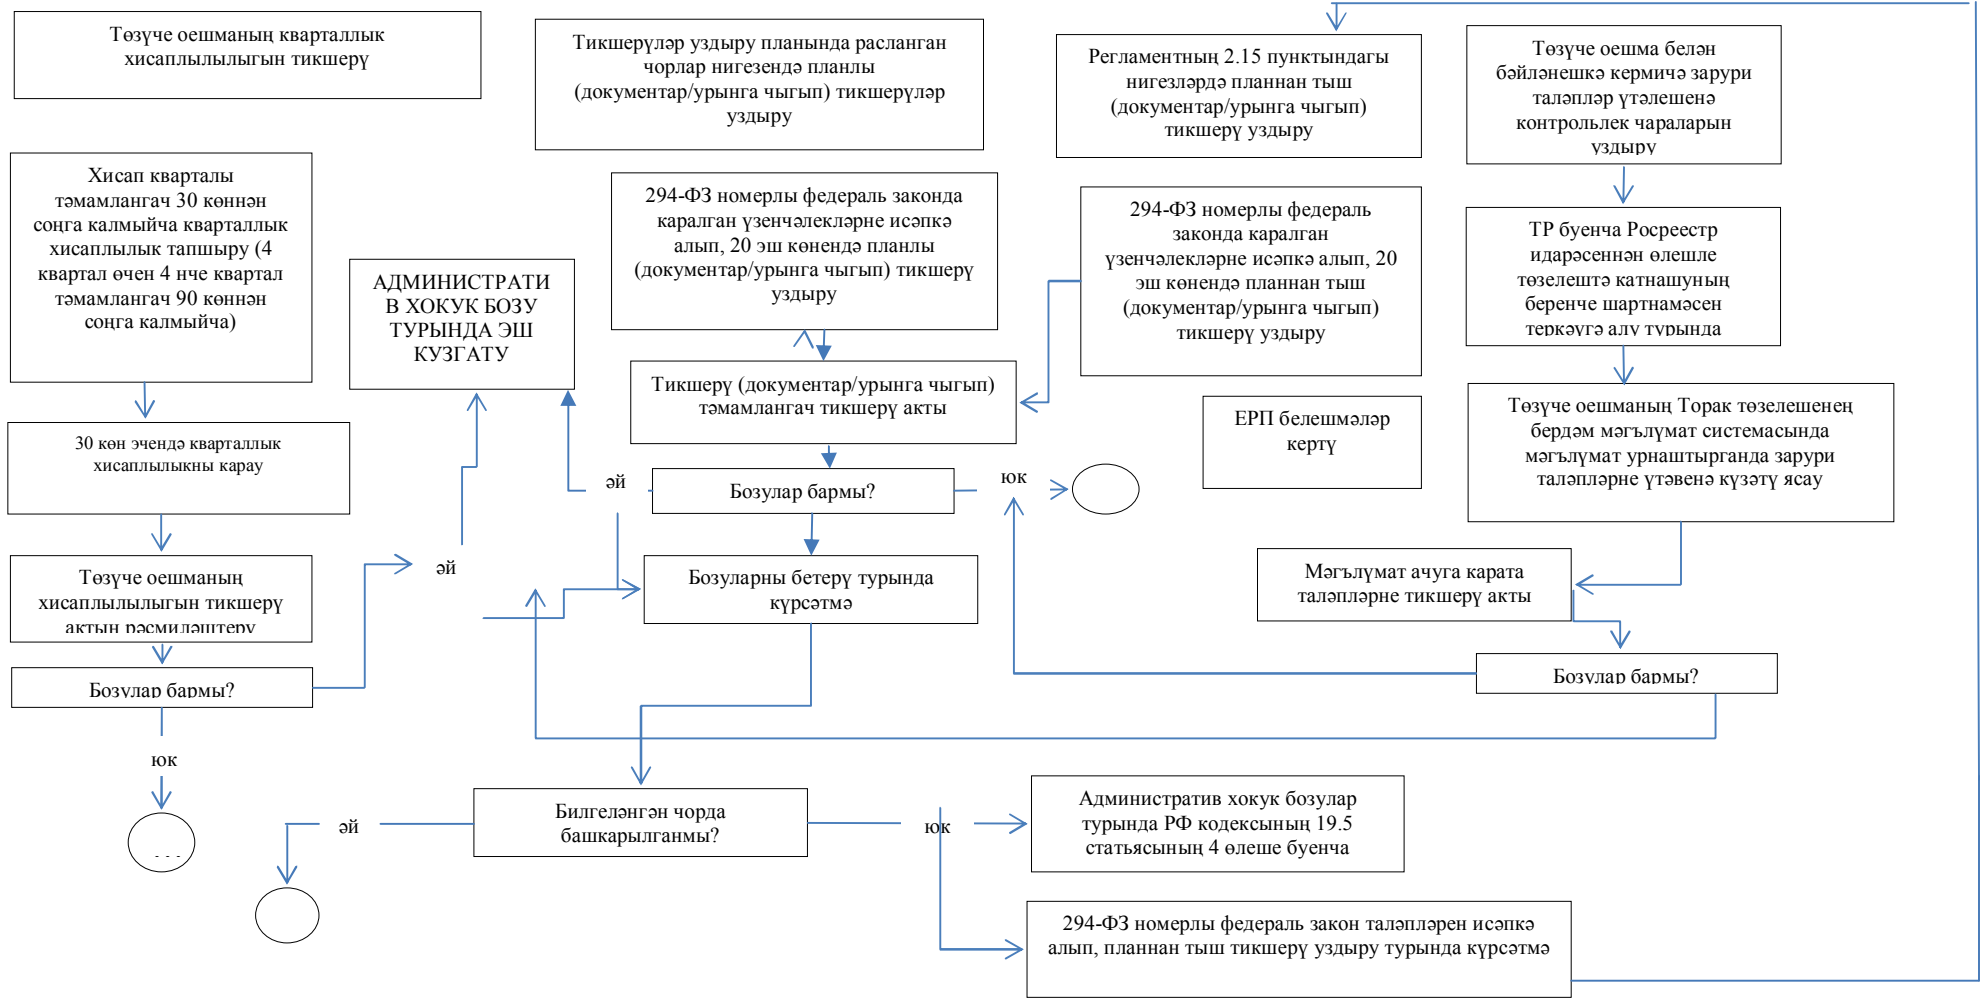 Төзүче оешманың кварталлык
хисаплылылыгын тикшерү
Тикшерүләр уздыру планында расланган
чорлар нигезендә планлы
(документар/урынга чыгып) тикшерүләр
уздыру
Регламентның 2.15 пунктындагы
нигезләрдә планнан тыш
(документар/урынга чыгып)
тикшерү уздыру
Төзүче оешма белән
бәйләнешкә кермичә зарури
таләпләр үтәлешенә
контрольлек чараларын
уздыру
Хисап кварталы
тәмамлангач 30 көннән
соңга калмыйча кварталлык
хисаплылык тапшыру (4
квартал өчен 4 нче квартал
тәмамлангач 90 көннән
соңга калмыйча)
294-ФЗ номерлы федераль законда
каралган үзенчәлекләрне исәпкә
алып, 20 эш көнендә планлы
(документар/урынга чыгып) тикшерү
уздыру
294-ФЗ номерлы федераль
законда каралган
үзенчәлекләрне исәпкә алып, 20
эш көнендә планнан тыш
(документар/урынга чыгып)
тикшерү уздыру
ТР буенча Росреестр
идарәсеннән өлешле
төзелештә катнашуның
беренче шартнамәсен
теркәүгә алу турында
АДМИНИСТРАТИ
В ХОКУК БОЗУ
ТУРЫНДА ЭШ
КУЗГАТУ
Тикшерү (документар/урынга чыгып)
тәмамлангач тикшерү акты
ЕРП белешмәләр
кертү
Төзүче оешманың Торак төзелешенең
бердәм мәгълүмат системасында
мәгълүмат урнаштырганда зарури
таләпләрне үтәвенә күзәтү ясау
30 көн эчендә кварталлык
хисаплылыкны карау
әй
Бозулар бармы?
юк
Төзүче оешманың
хисаплылылыгын тикшерү
актын рәсмиләштерү
әй
Бозуларны бетерү турында
күрсәтмә
Мәгълүмат ачуга карата
таләпләрне тикшерү акты
Бозулар бармы?
Бозулар бармы?
юк
Билгеләнгән чорда
башкарылганмы?
әй
юк
Административ хокук бозулар
турында РФ кодексының 19.5
статьясының 4 өлеше буенча
294-ФЗ номерлы федераль закон таләпләрен исәпкә
алып, планнан тыш тикшерү уздыру турында күрсәтмә